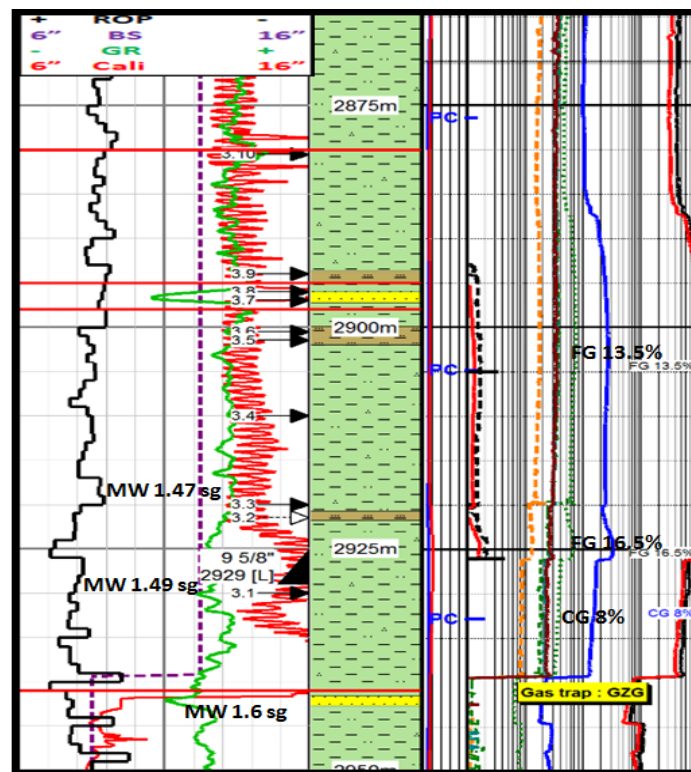 + ROP -
6” BS 16”
- GR +
6” Cali 16”
2875m
PC
3.10
3.9
3.8
3.7
2900m
3.6
3.5
FG 13.5%
FG 13.5%
PC
3.4
MW 1.47 sg
3.3
3.2
FG 16.5%
FG 16.5%
9 5/8"
2925m
2929 [L]
MW 1.49 sg
3.1
CG 8%
CG 8%
PC
Gas trap : GZG
MW 1.6 sg
2950m